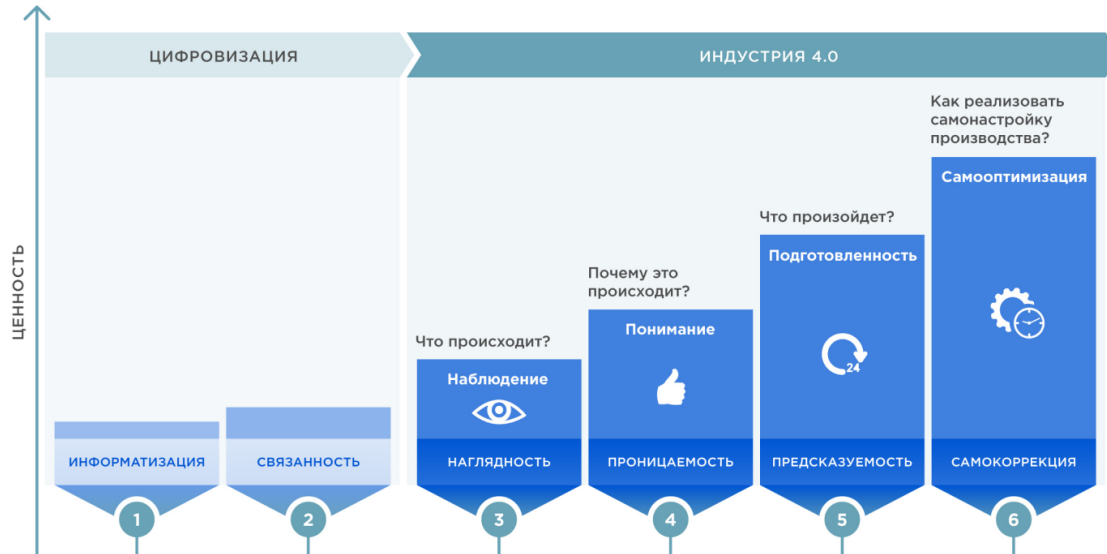 ЦИФРОВИЗАЦИЯ
ИНДУСТРИЯ 4.0
ЦЕННОСТЬ
Как реализовать
самонастройку
производства?
Самооптимизация
Что произойдет?
Подготовленность
24
Почему это
происходит?
Понимание
Что происходит?
Наблюдение
ИНФОРМАТИЗАЦИЯ
СВЯЗАННОСТЬ
НАГЛЯДНОСТЬ
ПРОНИЦАЕМОСТЬ
ПРЕДСКАЗУЕМОСТЬ
САМОКОРРЕКЦИЯ
1
2
3
4
5
6